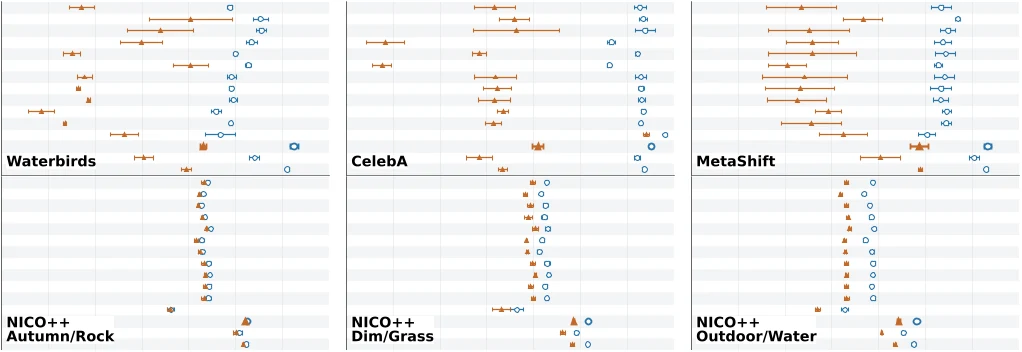 Waterbirds
CelebA
MetaShift
NICO++
Autumn/Rock
NICO++
Dim/Grass
NICO++
Outdoor/Water